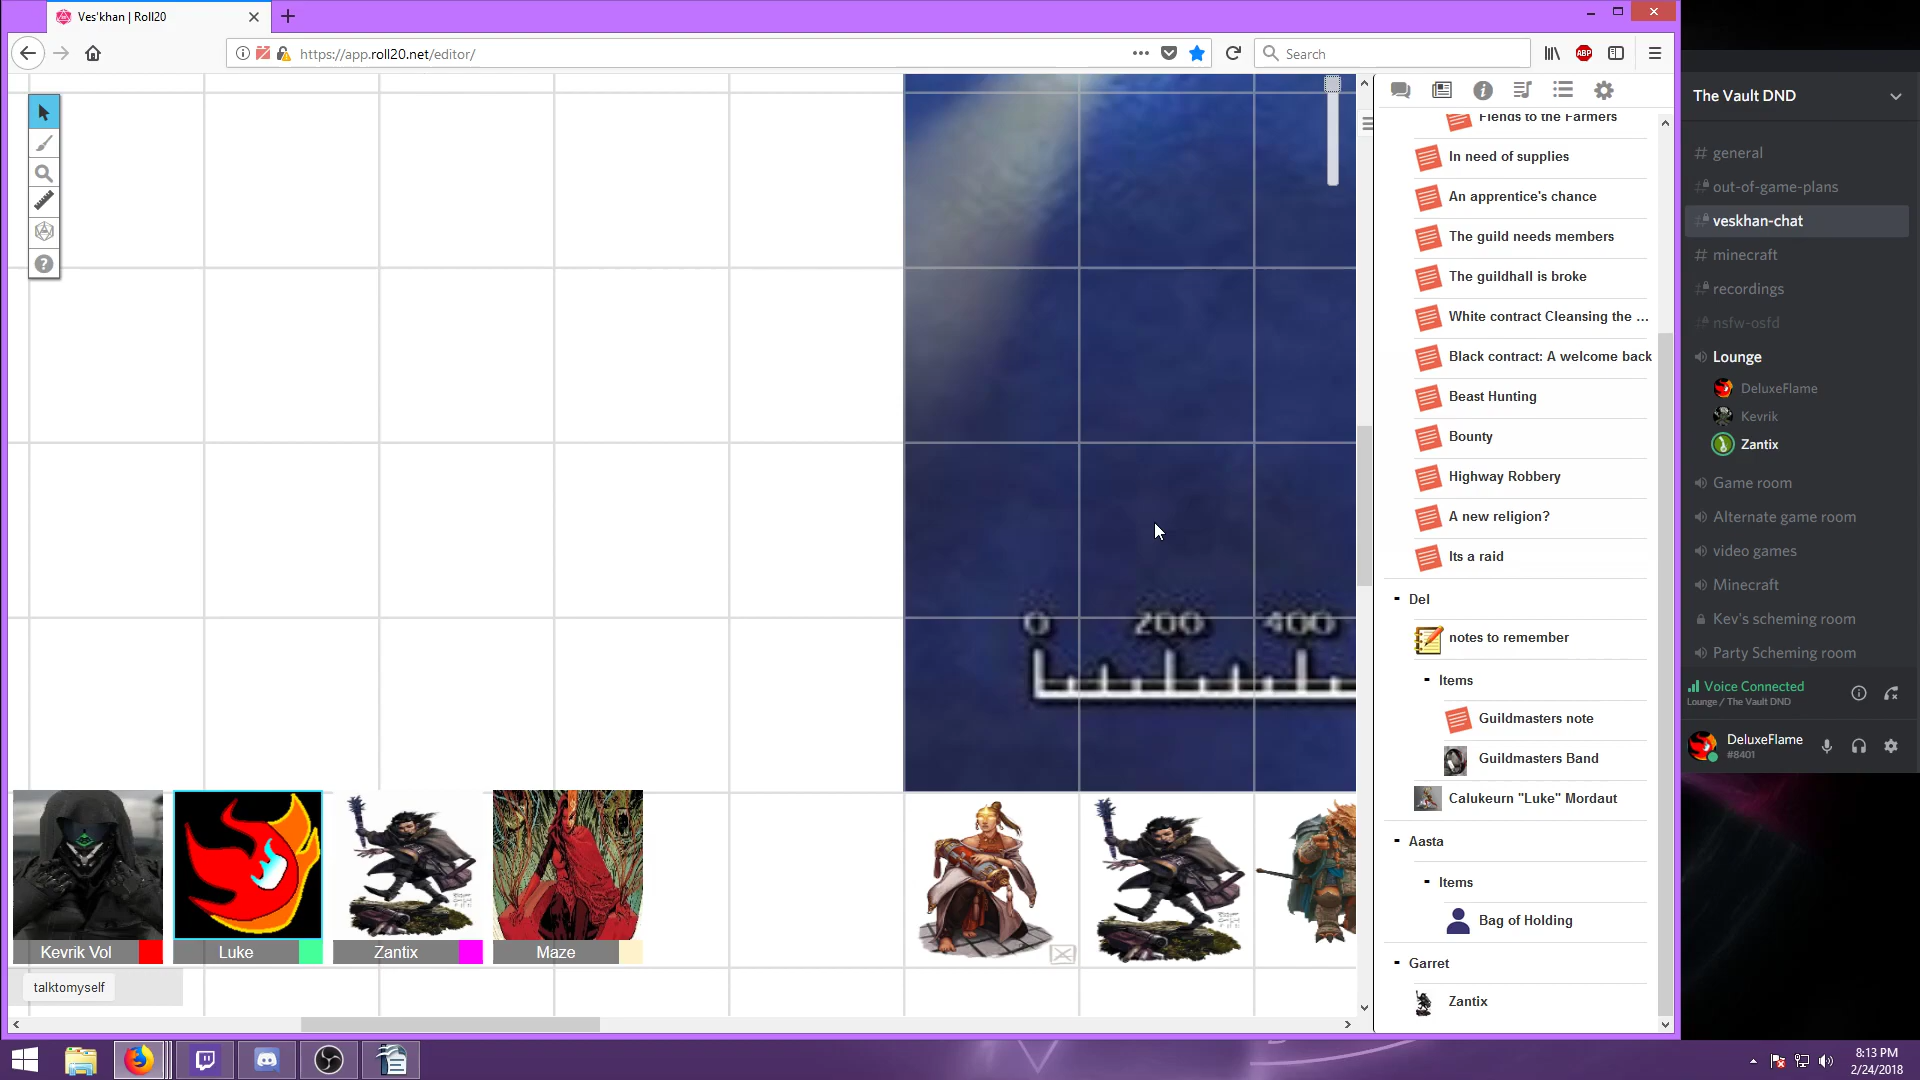 Ves'khan | Roll20
https://app.roll20.net/editor/
Search
ABP
0 200 400
Kevrik Vol
Luke
Zantix
Maze
talktomyself
Fiends to the Farmers
In need of supplies
An apprentice's chance
The guild needs members
The guildhall is broke
White contract Cleansing the ...
Black contract: A welcome back
Beast Hunting
Bounty
Highway Robbery
A new religion?
Its a raid
Del
notes to remember
Items
Guildmasters note
Guildmasters Band
Calukeurn "Luke" Mordaut
Aasta
Items
Bag of Holding
Garret
Zantix
The Vault DND
# general
out-of-game-plans
veskhan-chat
# minecraft
recordings
nsfw-osfd
Lounge
DeluxeFlame
Kevrik
Zantix
Game room
Alternate game room
video games
Minecraft
Kev's scheming room
Party Scheming room
Voice Connected
Lounge / The Vault DND
DeluxeFlame
#8401
8:13 PM
2/24/2018